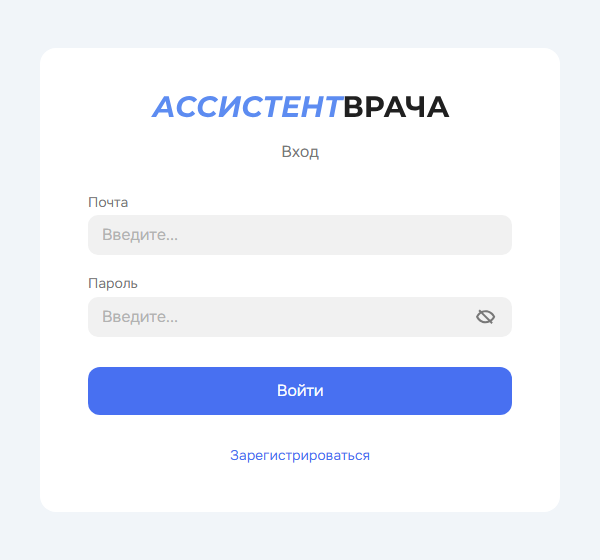 АССИСТЕНТВРАЧА
Вход
Почта
Введите...
Пароль
Введите...
Войти
Зарегистрироваться